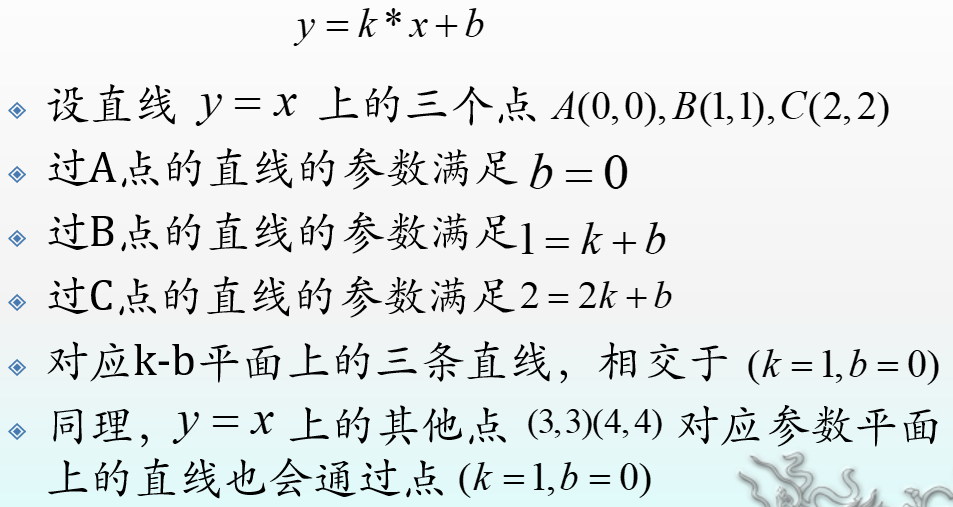 y = k * x + b
设直线 y = x 上的三个点 A(0,0), B(1,1), C(2,2)
过A点的直线的参数满足 b = 0
过B点的直线的参数满足 1 = k + b
过C点的直线的参数满足 2 = 2k + b
对应k-b平面上的三条直线，相交于 (k = 1, b = 0)
同理，y = x 上的其他点 (3,3)(4,4) 对应参数平面
上的直线也会通过点 (k = 1, b = 0)